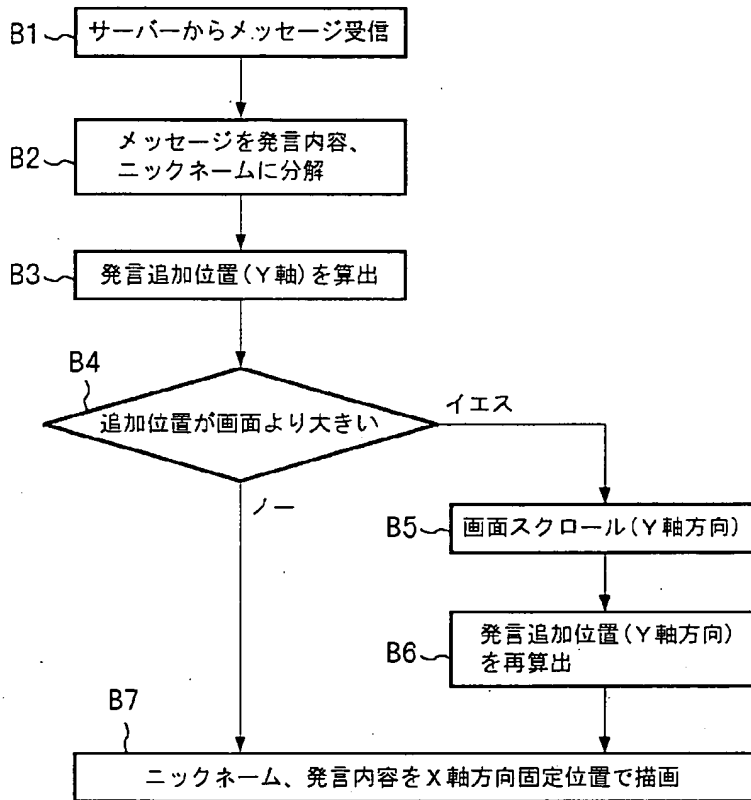 B1
サーバーからメッセージ受信
B2
メッセージを発言内容、
ニックネームに分解
B3
発言追加位置(Y軸)を算出
B4
追加位置が画面より大きい
イエス
ノー
B5
画面スクロール(Y軸方向)
B6
発言追加位置(Y軸方向)
を再算出
B7
ニックネーム、発言内容をX軸方向固定位置で描画